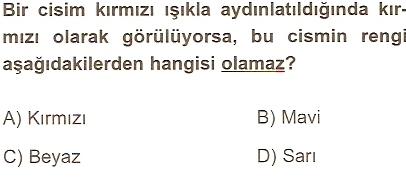 Bir cisim kırmızı ışıkla aydınlatıldığında kır-
mızı olarak görülüyorsa, bu cismin rengi
aşağıdakilerden hangisi olamaz?
A) Kırmızı B) Mavi
C) Beyaz D) Sarı